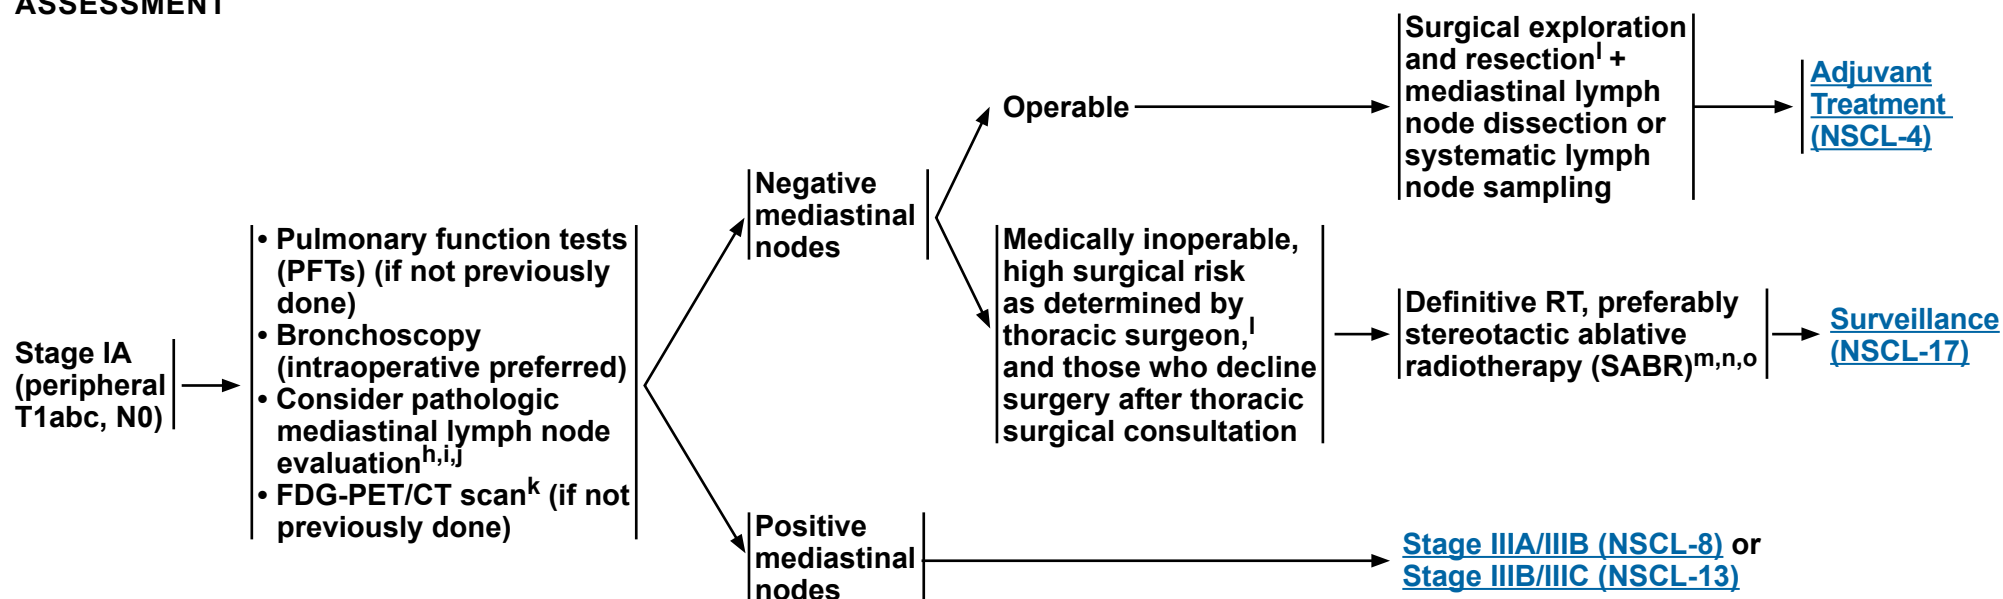 ASSESSMENT
Stage IA
(peripheral
T1abc, N0)
• Pulmonary function tests
(PFTs) (if not previously
done)
• Bronchoscopy
(intraoperative preferred)
• Consider pathologic
mediastinal lymph node
evaluationh,i,j
• FDG-PET/CT scank (if not
previously done)
Negative
mediastinal
nodes
Operable
Surgical exploration
and resectionl +
mediastinal lymph
node dissection or
systematic lymph
node sampling
Adjuvant
Treatment
(NSCL-4)
Medically inoperable,
high surgical risk
as determined by
thoracic surgeon,l
and those who decline
surgery after thoracic
surgical consultation
Definitive RT, preferably
stereotactic ablative
radiotherapy (SABR)m,n,o
Surveillance
(NSCL-17)
Positive
mediastinal
nodes
Stage IIIA/IIIB (NSCL-8) or
Stage IIIB/IIIC (NSCL-13)